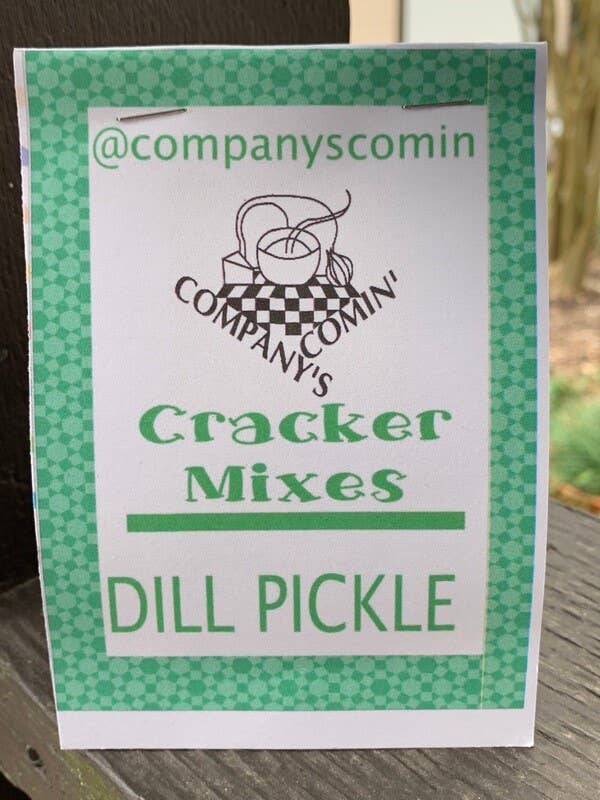 @companyscomin
COMPANY'S
COMIN'
Cracker
Mixes
DILL PICKLE